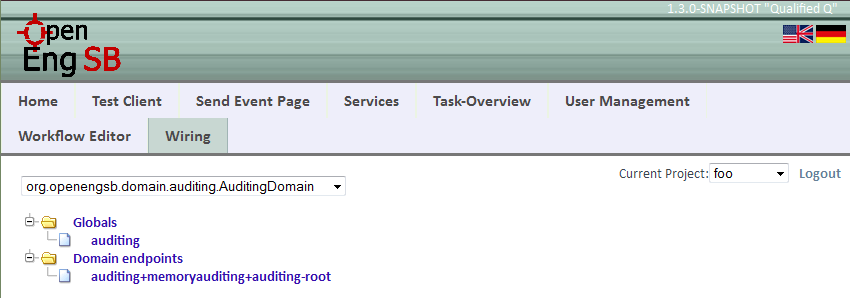 1.3.0-SNAPSHOT "Qualified Q"
Open
Eng SB
Home Test Client Send Event Page Services Task-Overview User Management
Workflow Editor Wiring
Current Project: foo Logout
org.openengsb.domain.auditing.AuditingDomain
Globals
auditing
Domain endpoints
auditing+memoryauditing+auditing-root